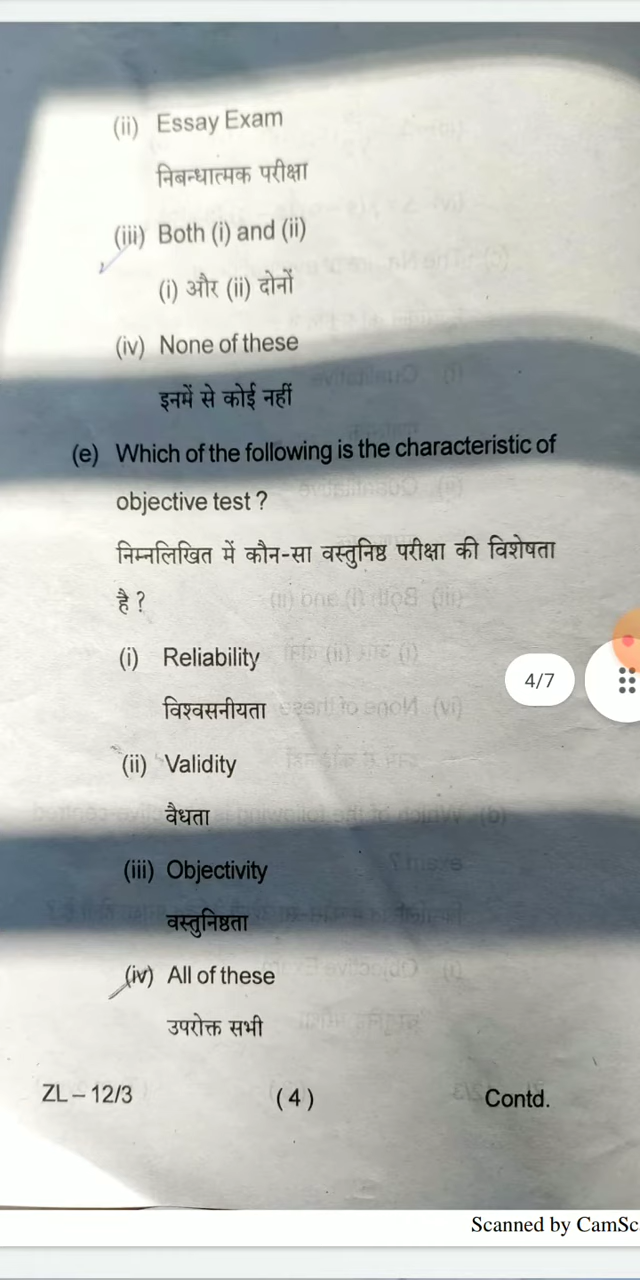 (ii) Essay Exam
निबन्धात्मक परीक्षा
(iii) Both (i) and (ii)
(i) और (ii) दोनों
(iv) None of these
इनमें से कोई नहीं
(e) Which of the following is the characteristic of
objective test ?
निम्नलिखित में कौन-सा वस्तुनिष्ठ परीक्षा की विशेषता
है ?
(i) Reliability
विश्वसनीयता
4/7
(ii) Validity
वैधता
(iii) Objectivity
वस्तुनिष्ठता
(iv) All of these
उपरोक्त सभी
ZL – 12/3 (4) Contd.
Scanned by CamSc